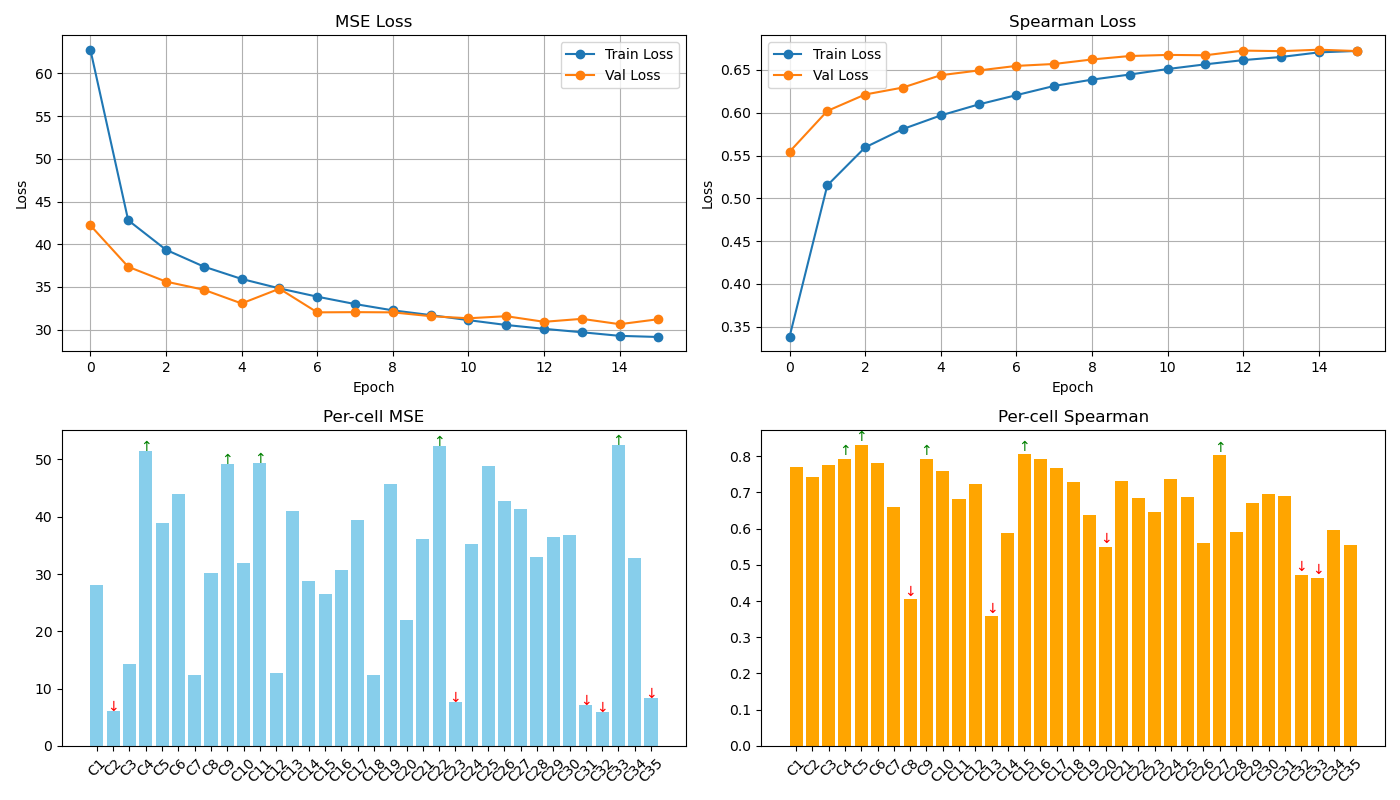 MSE Loss
Train Loss
Val Loss
60
55
50
45
40
35
30
Loss
0 2 4 6 8 10 12 14
Epoch
Spearman Loss
Train Loss
Val Loss
0.65
0.60
0.55
0.50
0.45
0.40
0.35
Loss
0 2 4 6 8 10 12 14
Epoch
Per-cell MSE
↑ ↑ ↑ ↑ ↑
↓ ↓ ↓ ↓ ↓
50
40
30
20
10
0
C1 C2 C3 C4 C5 C6 C7 C8 C9 C10 C11 C12 C13 C14 C15 C16 C17 C18 C19 C20 C21 C22 C23 C24 C25 C26 C27 C28 C29 C30 C31 C32 C33 C34 C35
Per-cell Spearman
↑ ↑ ↑ ↑ ↑
↓ ↓ ↓ ↓ ↓
0.8
0.7
0.6
0.5
0.4
0.3
0.2
0.1
0.0
C1 C2 C3 C4 C5 C6 C7 C8 C9 C10 C11 C12 C13 C14 C15 C16 C17 C18 C19 C20 C21 C22 C23 C24 C25 C26 C27 C28 C29 C30 C31 C32 C33 C34 C35